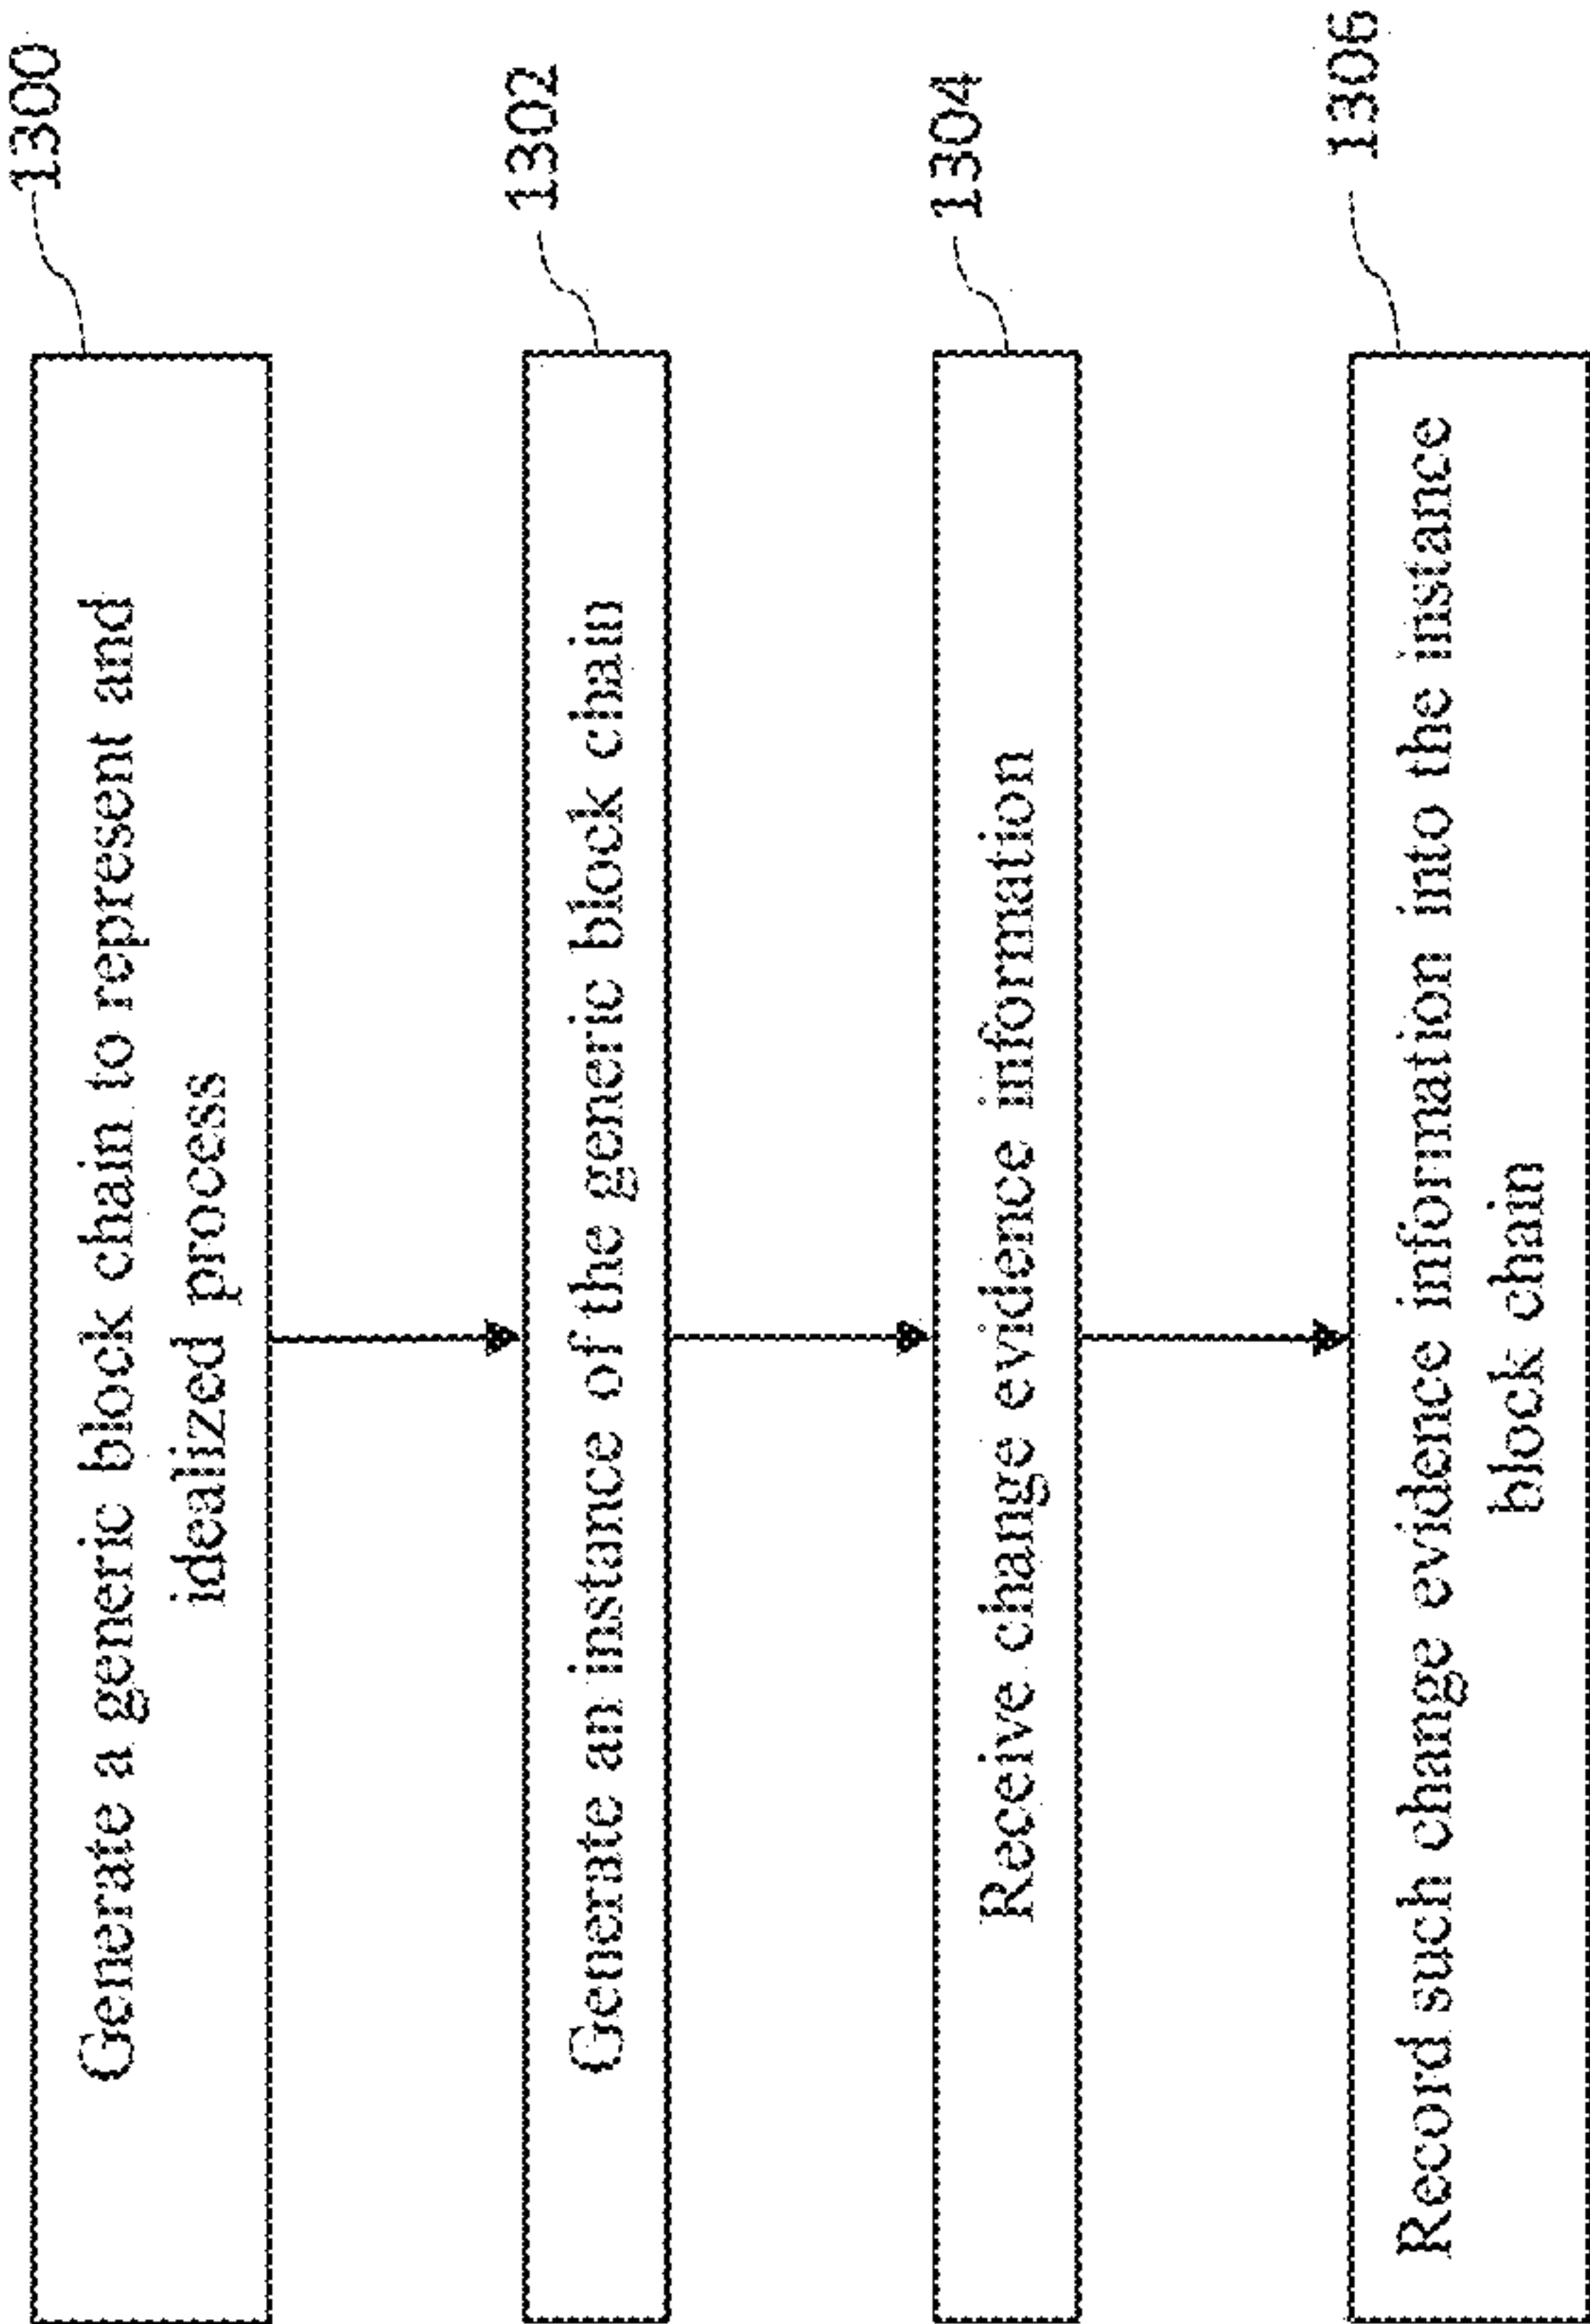 Generate a generic block chain to represent and
idealized process
1300
Generate an instance of the generic block chain
1302
Receive change evidence information
1304
Record such change evidence information into the instance
block chain
1306